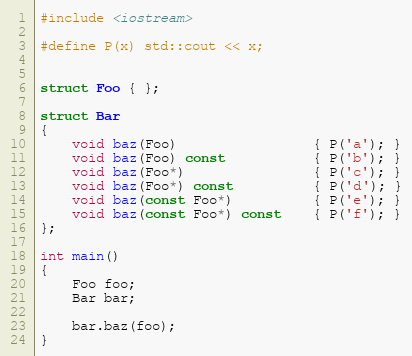 1 #include <iostream>
2
3 #define P(x) std::cout << x;
4
5
6 struct Foo { };
7
8 struct Bar
9 {
10     void baz(Foo)                  { P('a'); }
11     void baz(Foo) const            { P('b'); }
12     void baz(Foo*)                 { P('c'); }
13     void baz(Foo*) const           { P('d'); }
14     void baz(const Foo*)           { P('e'); }
15     void baz(const Foo*) const     { P('f'); }
16 };
17
18 int main()
19 {
20     Foo foo;
21     Bar bar;
22
23     bar.baz(foo);
24 }